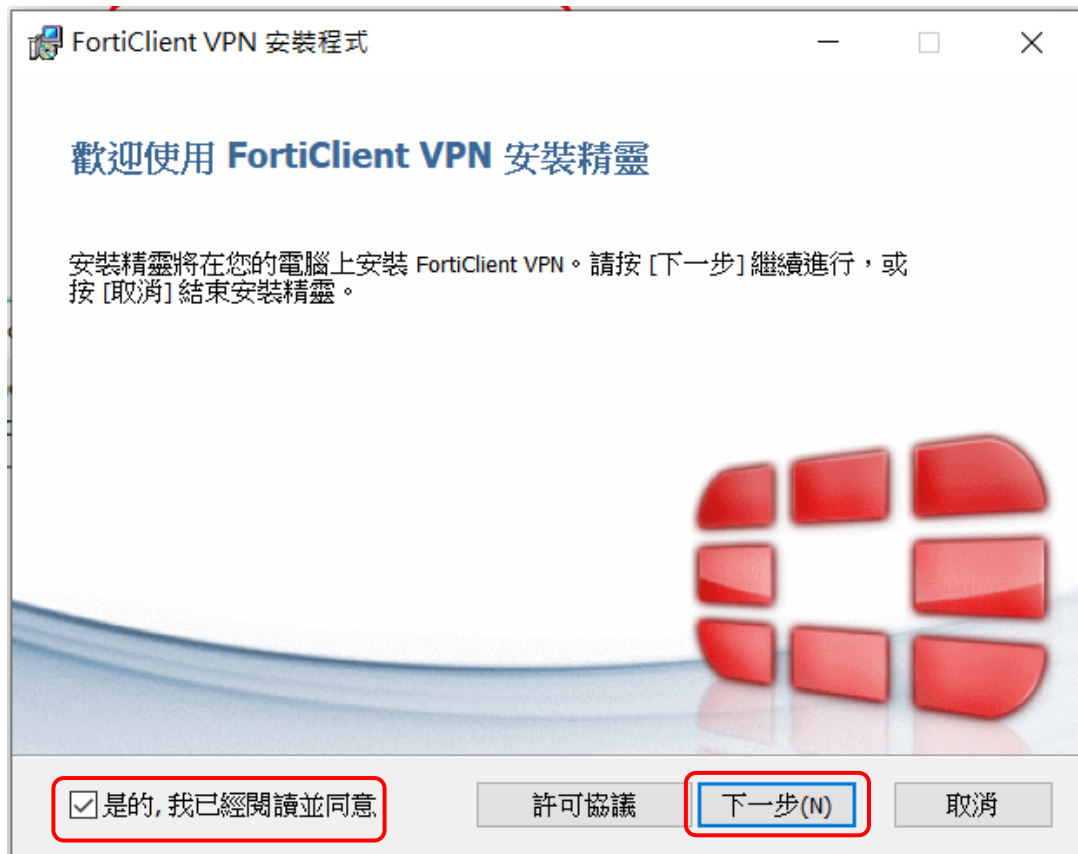 FortiClient VPN 安裝程式
歡迎使用 FortiClient VPN 安裝精靈
安裝精靈將在您的電腦上安裝 FortiClient VPN。請按 [下一步] 繼續進行，或
按 [取消] 結束安裝精靈。
是的, 我已經閱讀並同意
許可協議
下一步(N)
取消